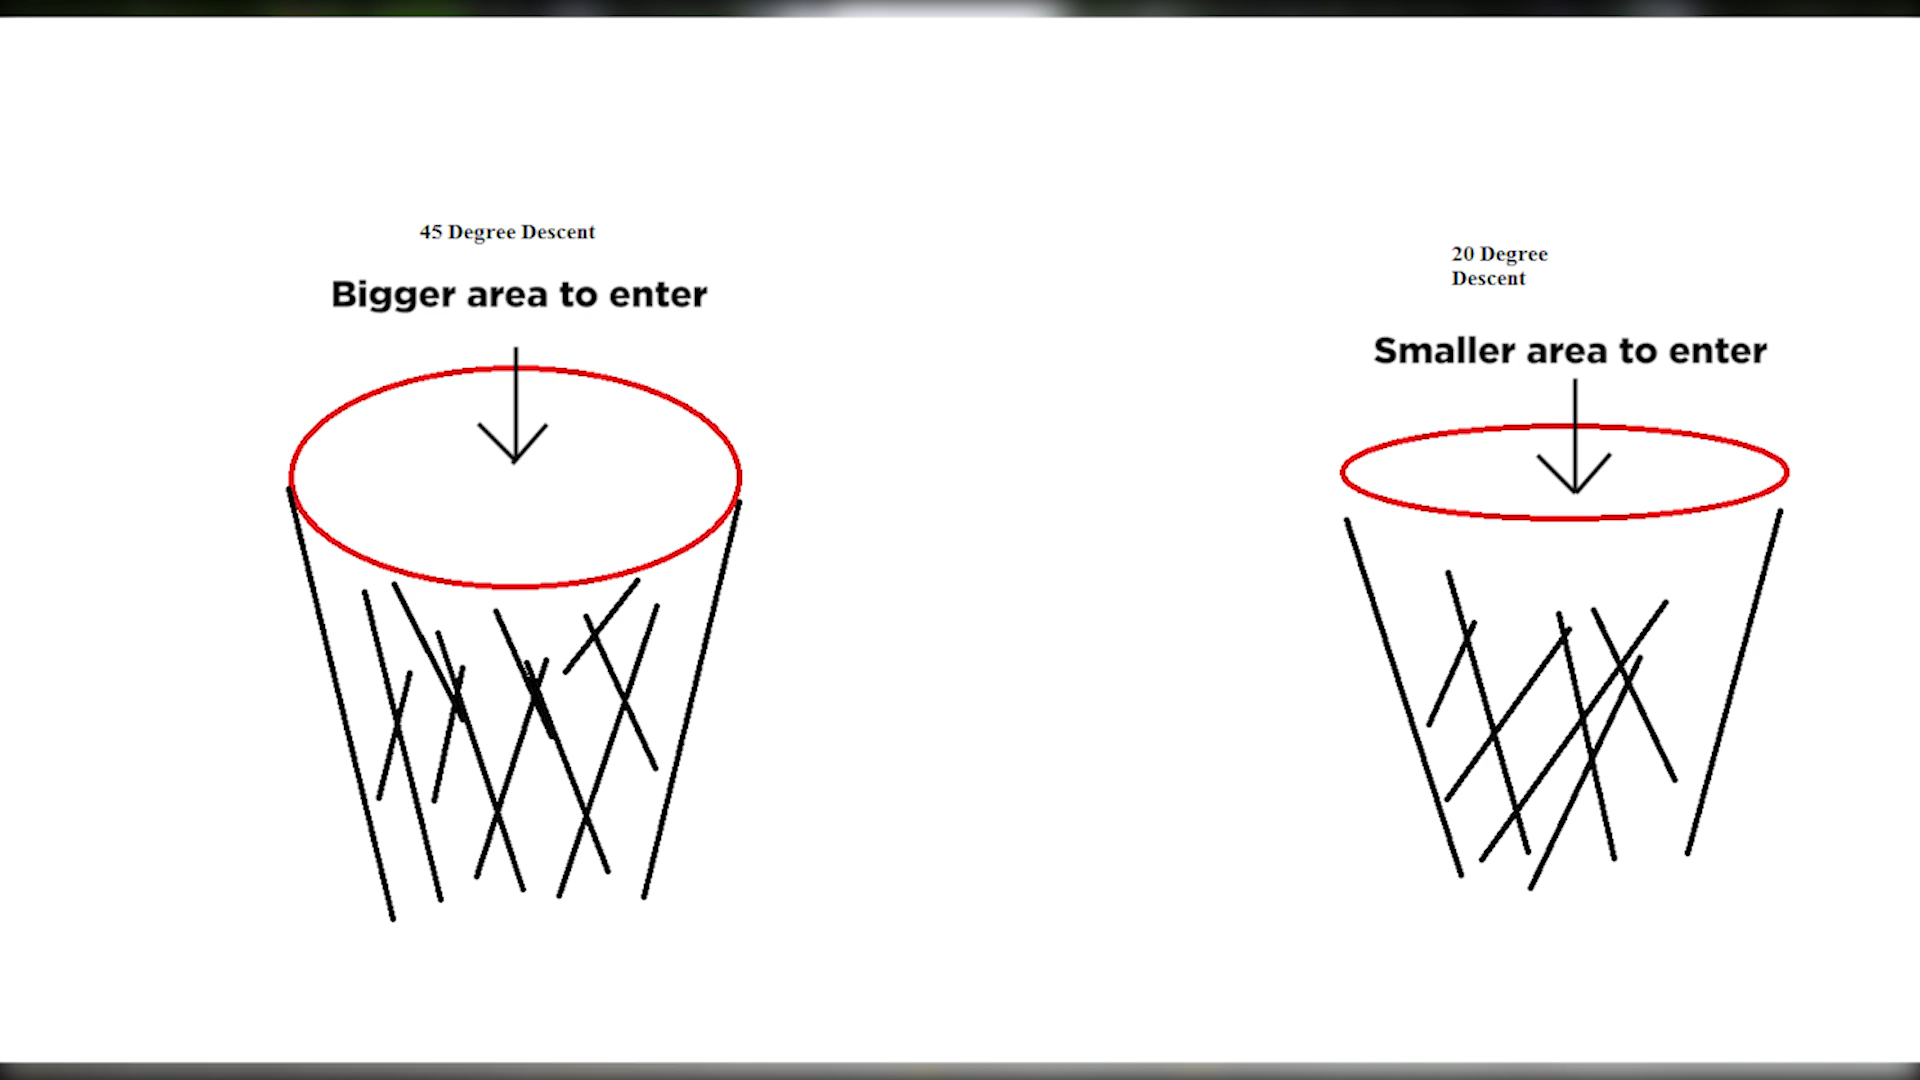 45 Degree Descent
Bigger area to enter
20 Degree
Descent
Smaller area to enter